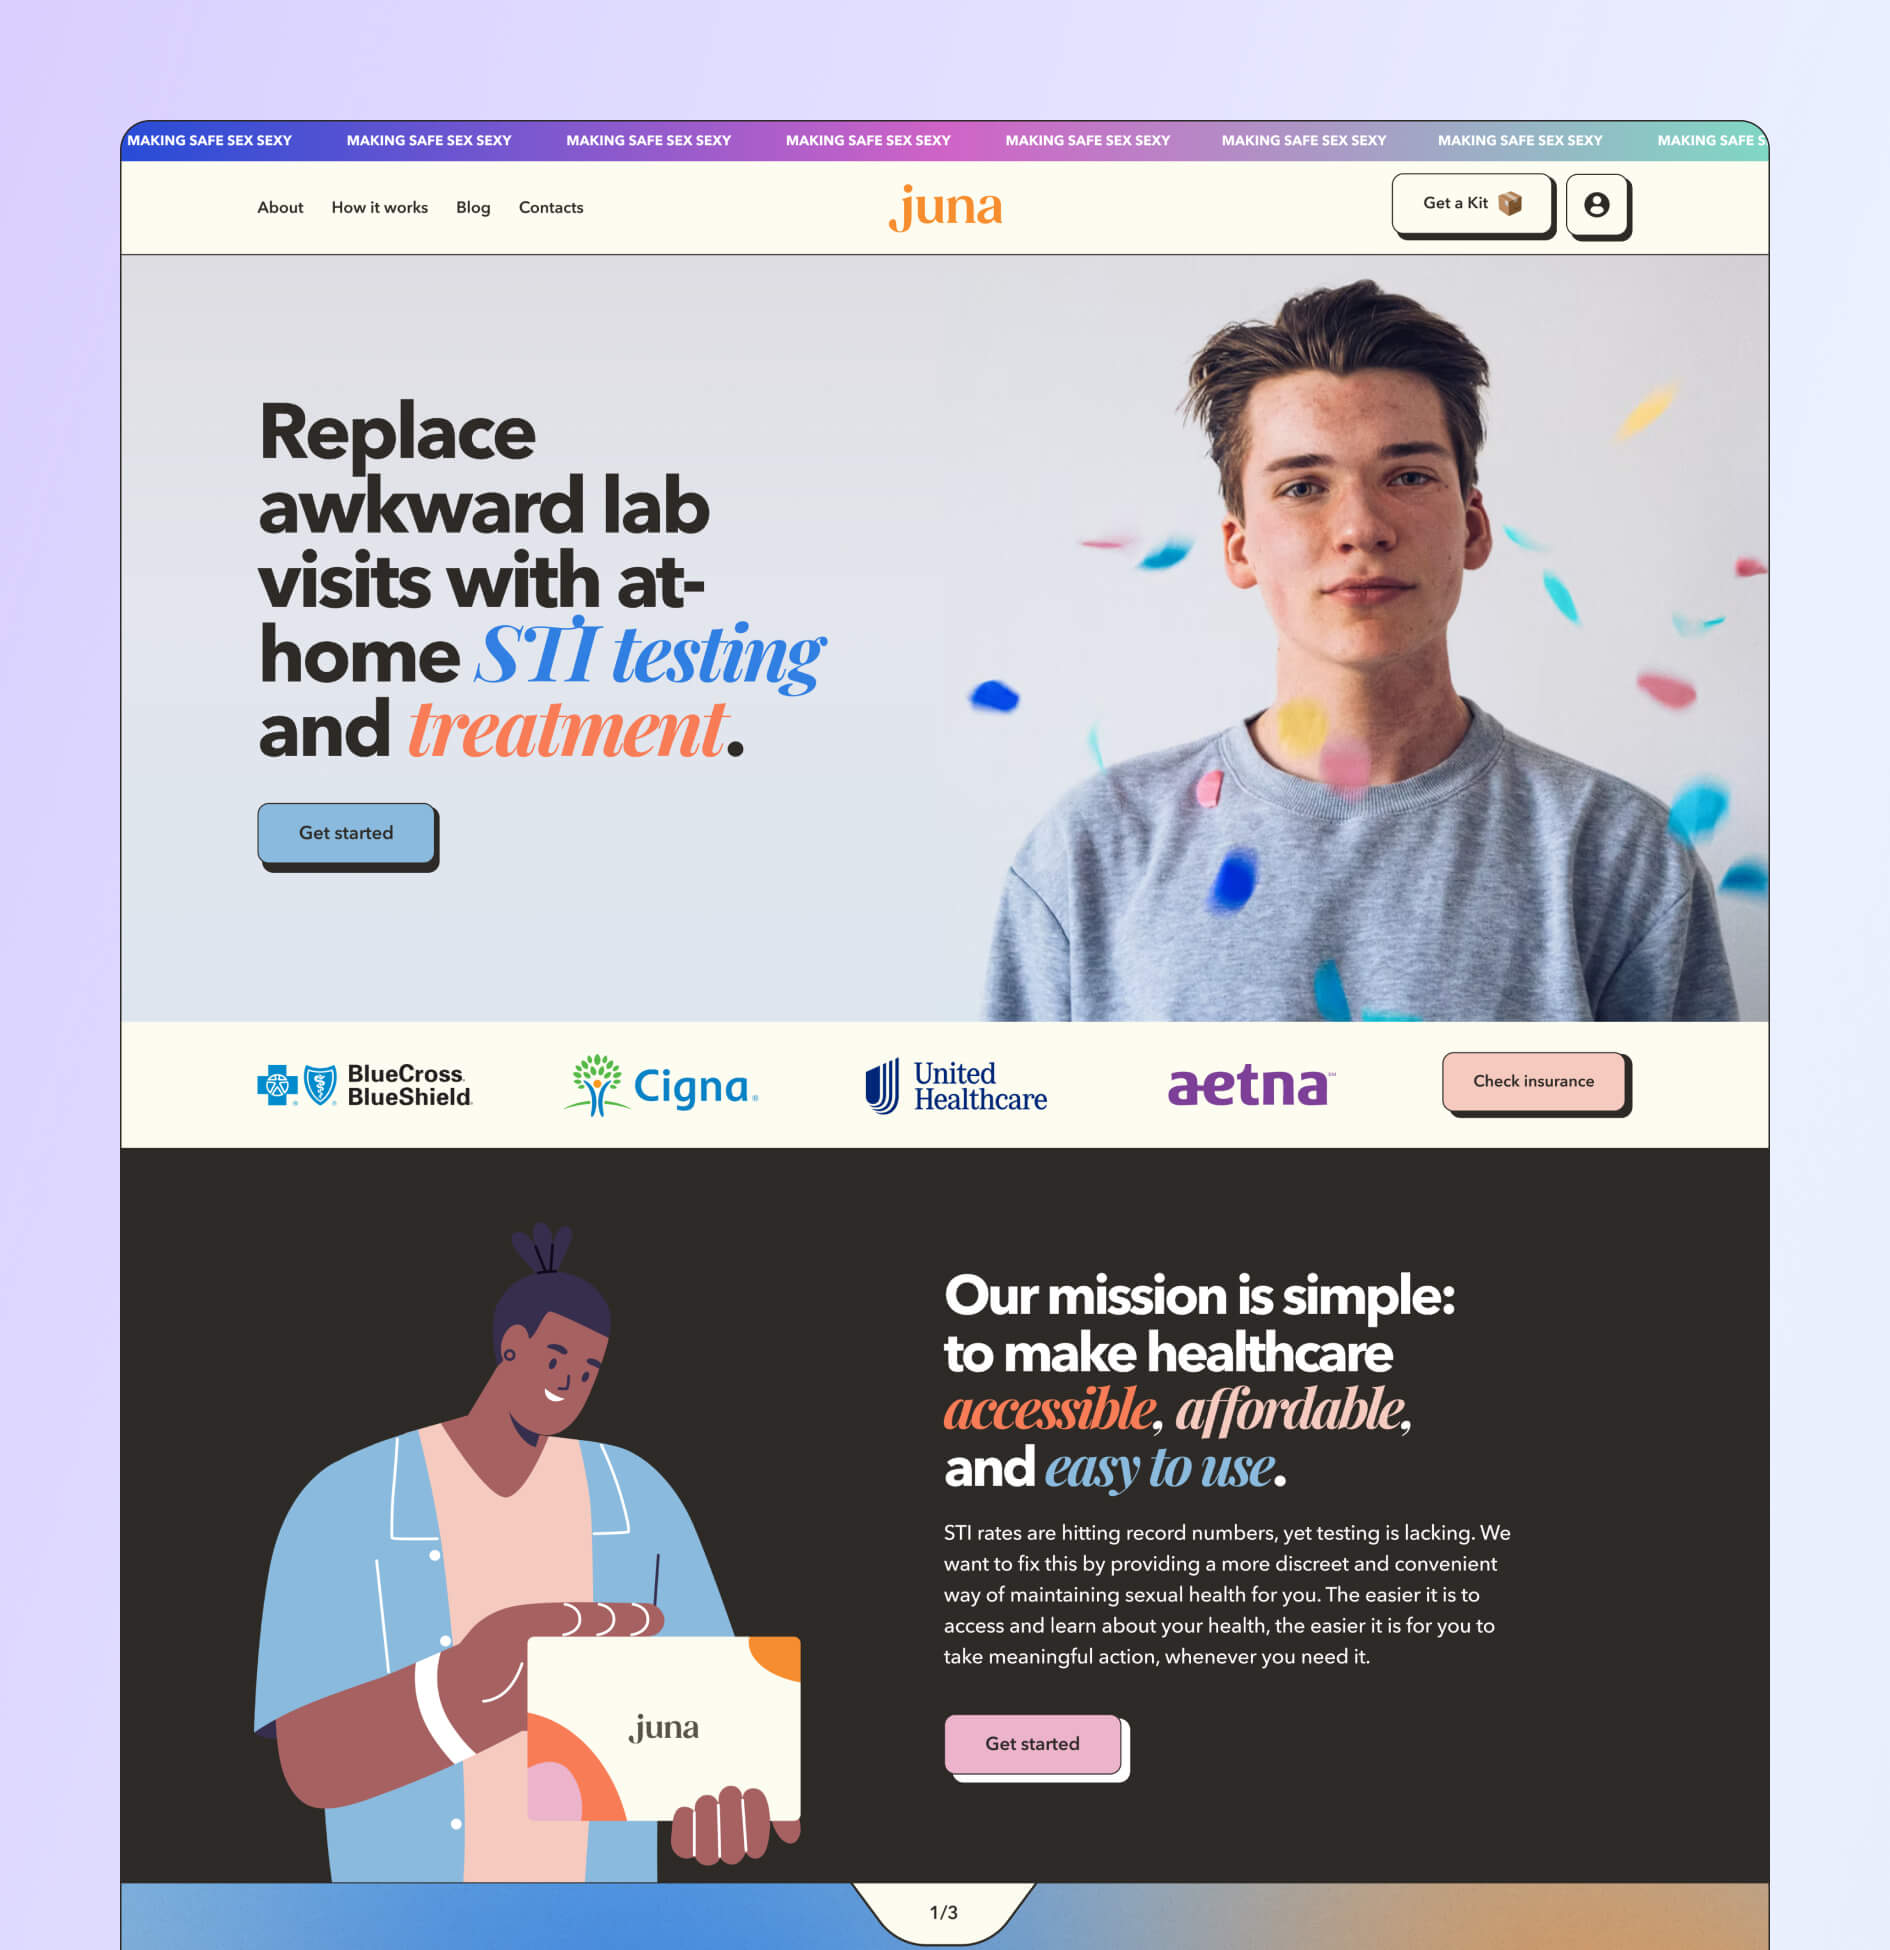 MAKING SAFE SEX SEXY MAKING SAFE SEX SEXY MAKING SAFE SEX SEXY MAKING SAFE SEX SEXY MAKING SAFE SEX SEXY MAKING SAFE SEX SEXY MAKING SAFE SEX SEXY MAKING SAFE S
About How it works Blog Contacts
juna
Get a Kit
Replace
awkward lab
visits with at-
home STI testing
and treatment.
Get started
BlueCross
BlueShield
Cigna
United
Healthcare
aetna
Check insurance
Our mission is simple:
to make healthcare
accessible, affordable,
and easy to use.
STI rates are hitting record numbers, yet testing is lacking. We
want to fix this by providing a more discreet and convenient
way of maintaining sexual health for you. The easier it is to
access and learn about your health, the easier it is for you to
take meaningful action, whenever you need it.
juna
Get started
1/3